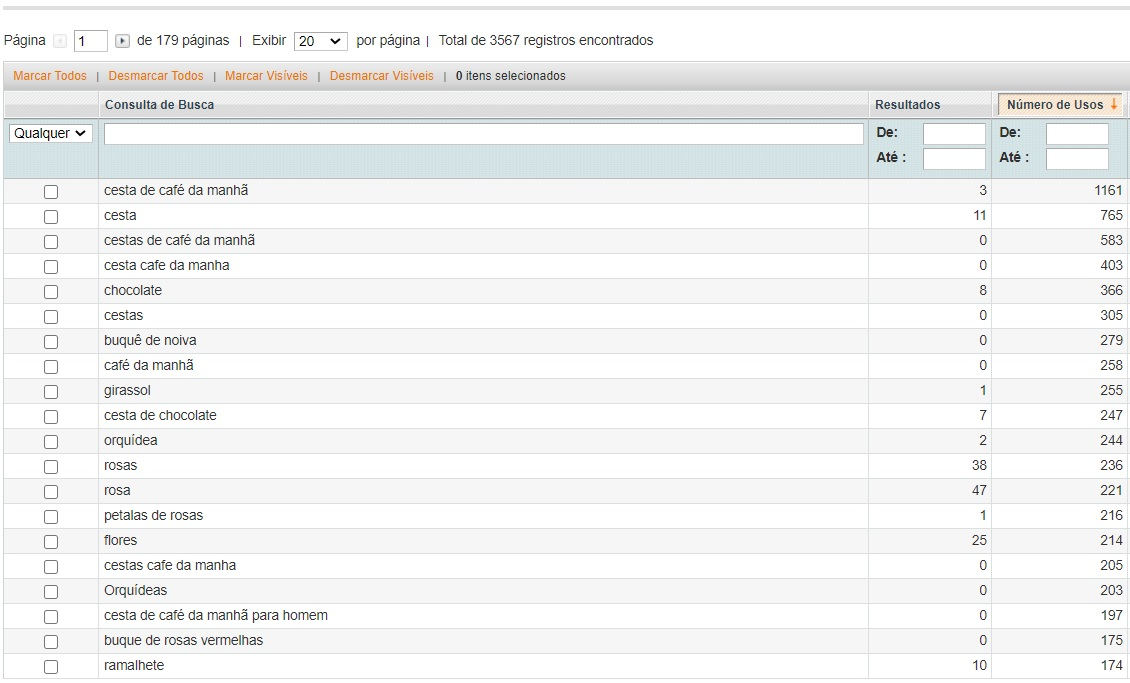 Página 1 de 179 páginas | Exibir 20 por página | Total de 3567 registros encontrados
Marcar Todos | Desmarcar Todos | Marcar Visíveis | Desmarcar Visíveis | 0 itens selecionados
Consulta de Busca Resultados Número de Usos ↓
Qualquer De: De:
Até : Até :
cesta de café da manhã 3 1161
cesta 11 765
cestas de café da manhã 0 583
cesta cafe da manha 0 403
chocolate 8 366
cestas 0 305
buquê de noiva 0 279
café da manhã 0 258
girassol 1 255
cesta de chocolate 7 247
orquídea 2 244
rosas 38 236
rosa 47 221
petalas de rosas 1 216
flores 25 214
cestas cafe da manha 0 205
Orquídeas 0 203
cesta de café da manhã para homem 0 197
buque de rosas vermelhas 0 175
ramalhete 10 174